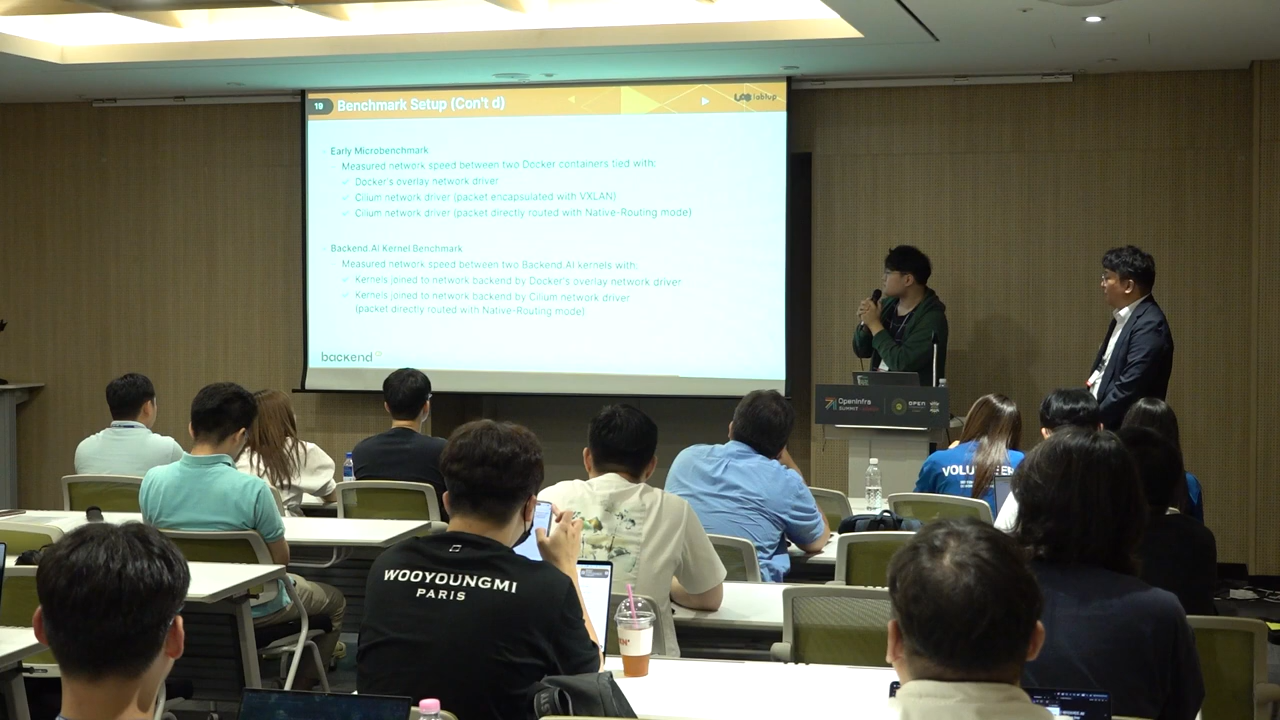 19 Benchmark Setup (Con't d)
lablup
Early Microbenchmark
Measured network speed between two Docker containers tied with:
Docker's overlay network driver
Cilium network driver (packet encapsulated with VXLAN)
Cilium network driver (packet directly routed with Native-Routing mode)
Backend.AI Kernel Benchmark
Measured network speed between two Backend.AI kernels with:
Kernels joined to network backend by Docker's overlay network driver
Kernels joined to network backend by Cilium network driver
(packet directly routed with Native-Routing mode)
backend
OpenInfra
SUMMIT
OPEN
VOLUNTEER
WOOYOUNGMI
PARIS